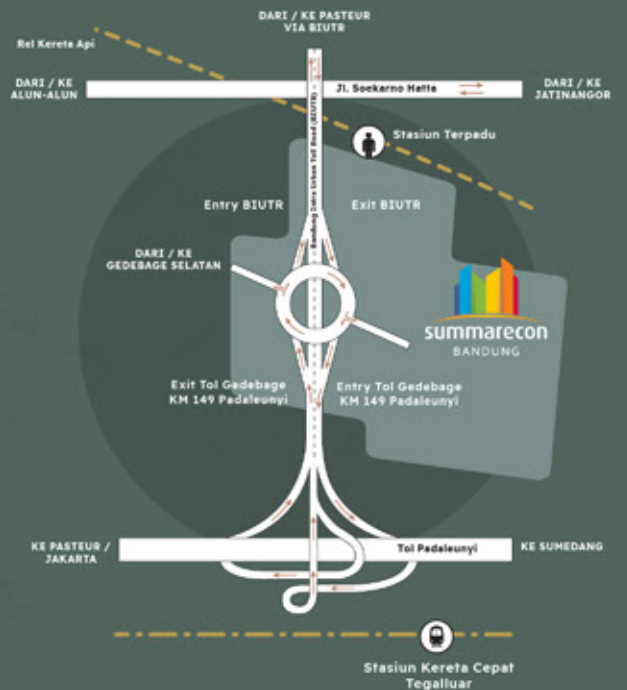 DARI / KE PASTEUR
VIA BIUTR
Rel Kereta Api
DARI / KE
ALUN-ALUN
Jl. Soekarno Hatta
DARI / KE
JATINANGOR
Stasiun Terpadu
Bandung Intra Urban Toll Road (BIUTR)
Entry BIUTR
Exit BIUTR
DARI / KE
GEDEBAGE SELATAN
summarecon
BANDUNG
Exit Tol Gedebage
KM 149 Padaleunyi
Entry Tol Gedebage
KM 149 Padaleunyi
KE PASTEUR /
JAKARTA
Tol Padaleunyi
KE SUMEDANG
Stasiun Kereta Cepat
Tegalluar